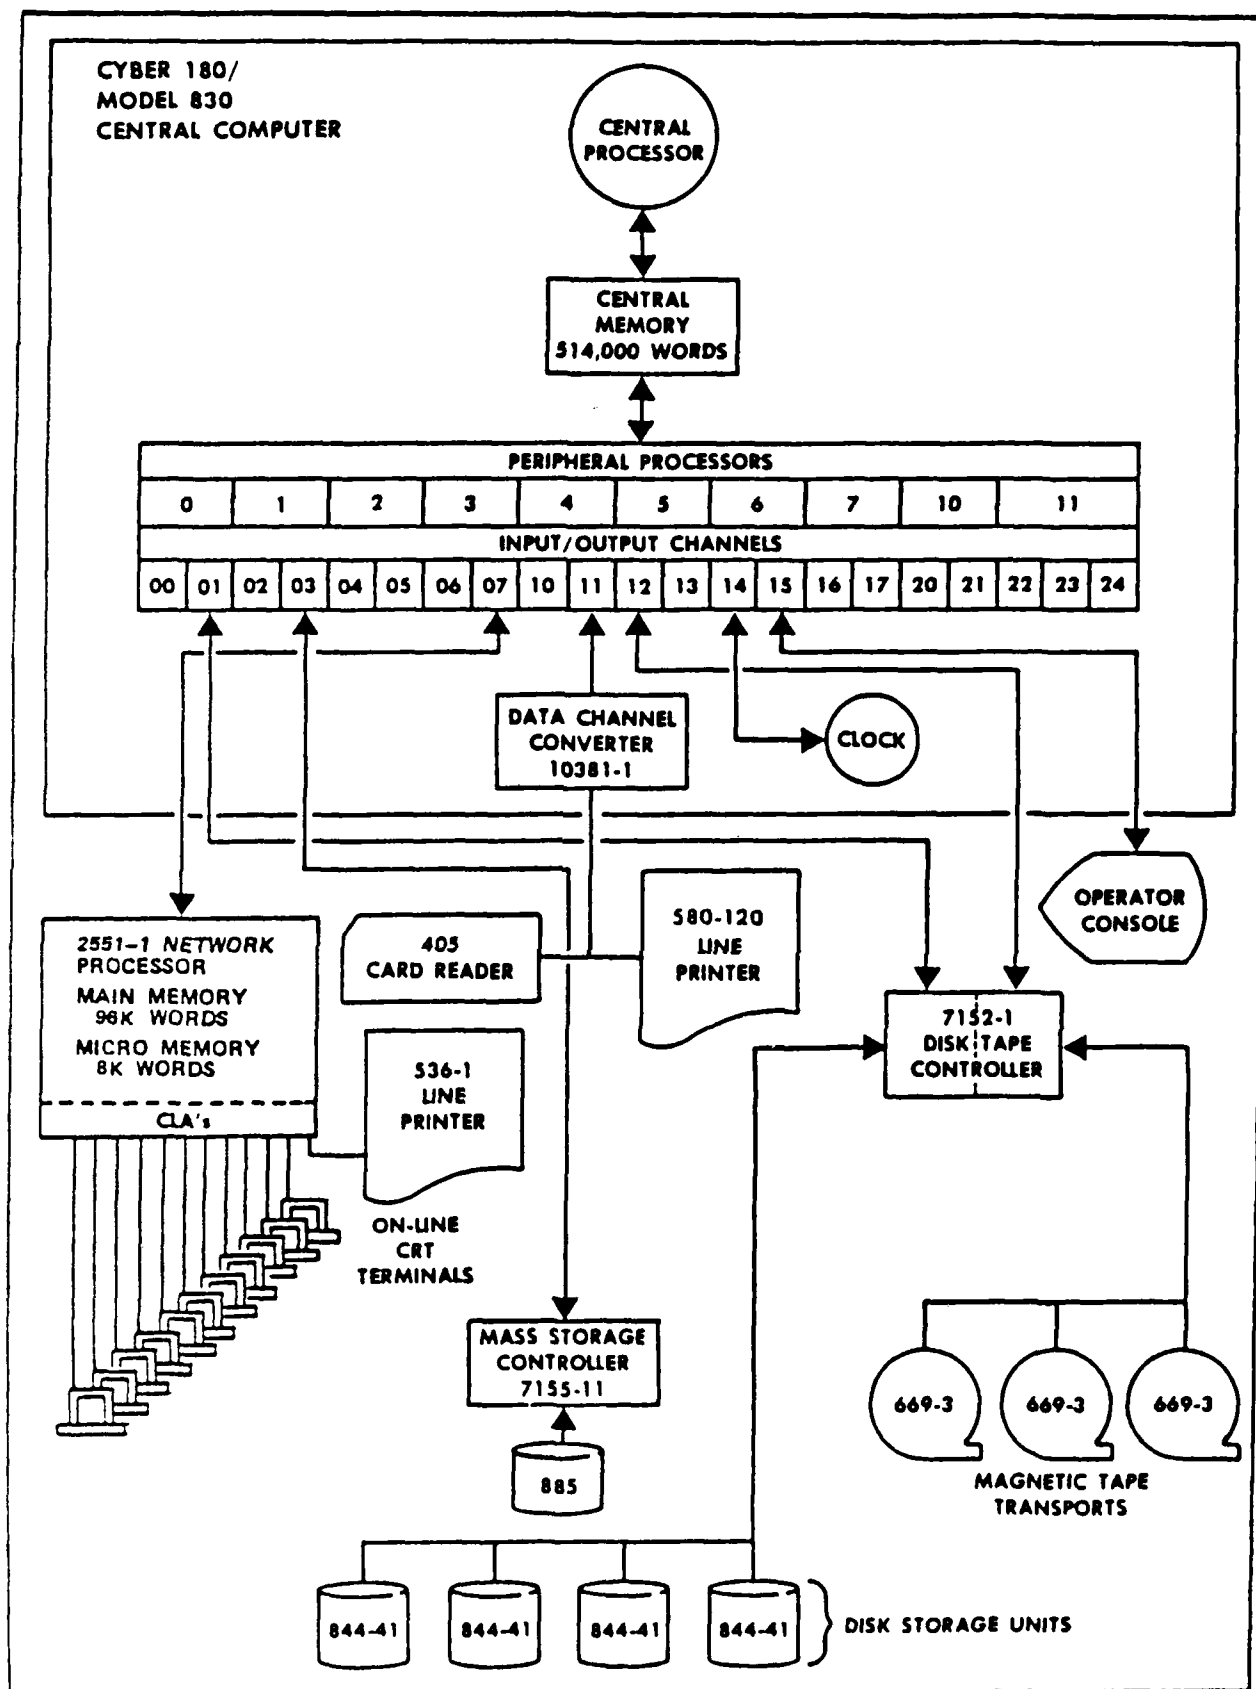 CYBER 180/
MODEL 830
CENTRAL COMPUTER
CENTRAL
PROCESSOR
CENTRAL
MEMORY
514,000 WORDS
PERIPHERAL PROCESSORS
0 1 2 3 4 5 6 7 10 11
INPUT/OUTPUT CHANNELS
00 01 02 03 04 05 06 07 10 11 12 13 14 15 16 17 20 21 22 23 24
DATA CHANNEL
CONVERTER
10381-1
CLOCK
OPERATOR
CONSOLE
2551-1 NETWORK
PROCESSOR
MAIN MEMORY
96K WORDS
MICRO MEMORY
8K WORDS
CLA's
405
CARD READER
580-120
LINE
PRINTER
536-1
LINE
PRINTER
ON-LINE
CRT
TERMINALS
7152-1
DISK TAPE
CONTROLLER
MASS STORAGE
CONTROLLER
7155-11
885
669-3 669-3 669-3
MAGNETIC TAPE
TRANSPORTS
844-41 844-41 844-41 844-41
DISK STORAGE UNITS